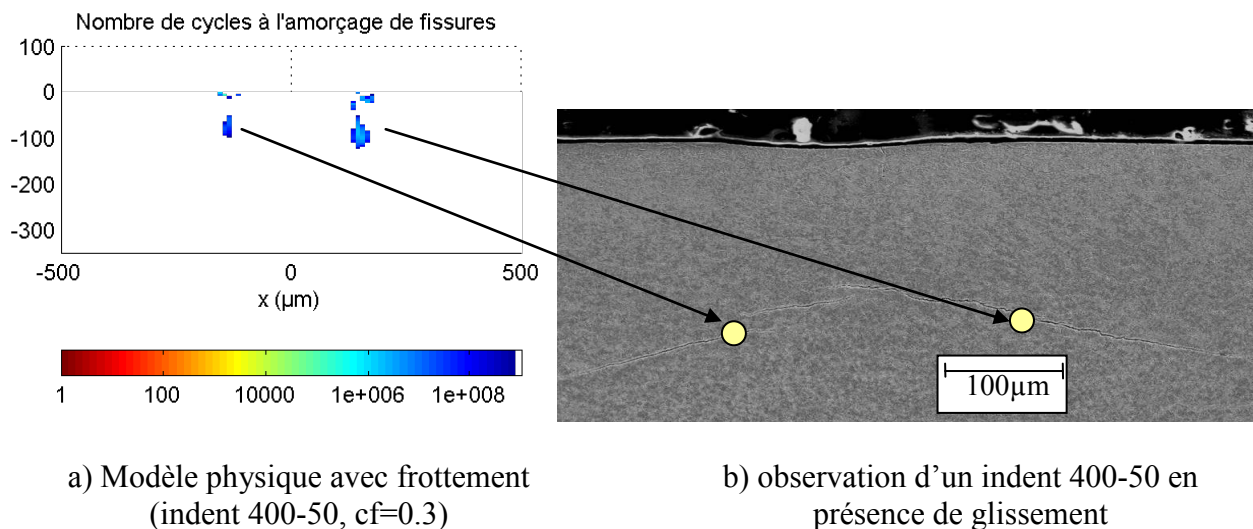 Nombre de cycles à l'amorçage de fissures
100
0
-100
-200
-300
-500
0
500
x (µm)
1
100
10000
1e+006
1e+008
100µm
a) Modèle physique avec frottement
(indent 400-50, cf=0.3)
b) observation d'un indent 400-50 en
présence de glissement